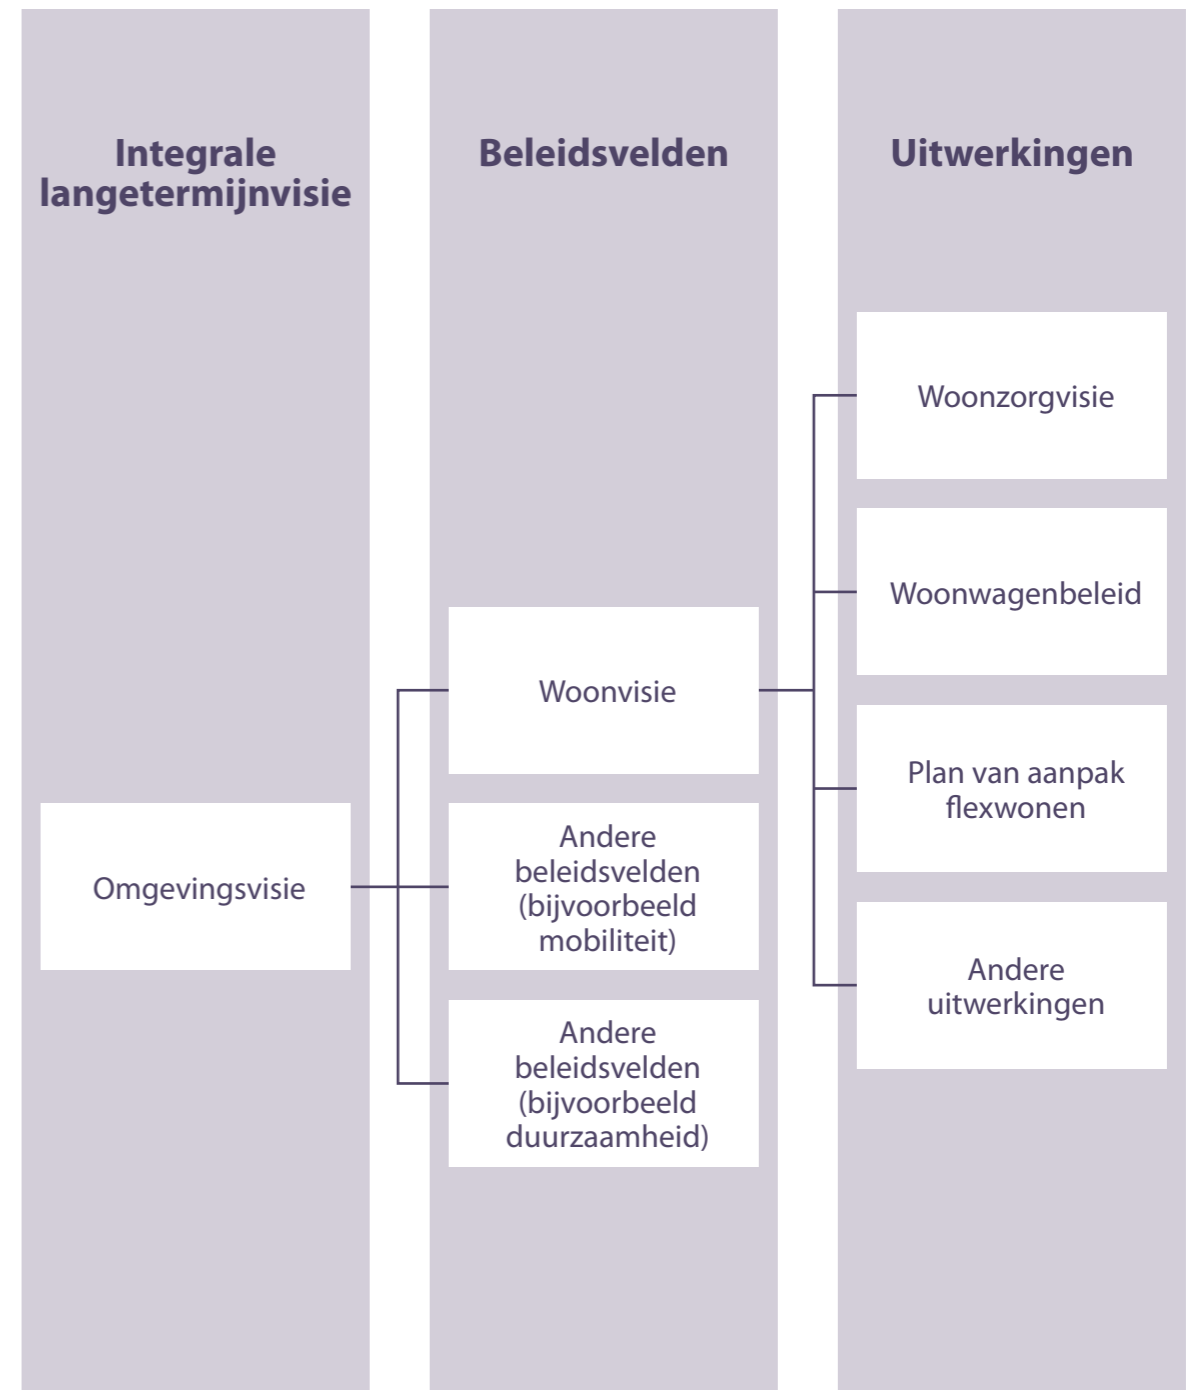 Integrale
langetermijnvisie
Beleidsvelden
Uitwerkingen
Omgevingsvisie
Woonvisie
Andere
beleidsvelden
(bijvoorbeeld
mobiliteit)
Andere
beleidsvelden
(bijvoorbeeld
duurzaamheid)
Woonzorgvisie
Woonwagenbeleid
Plan van aanpak
flexwonen
Andere
uitwerkingen